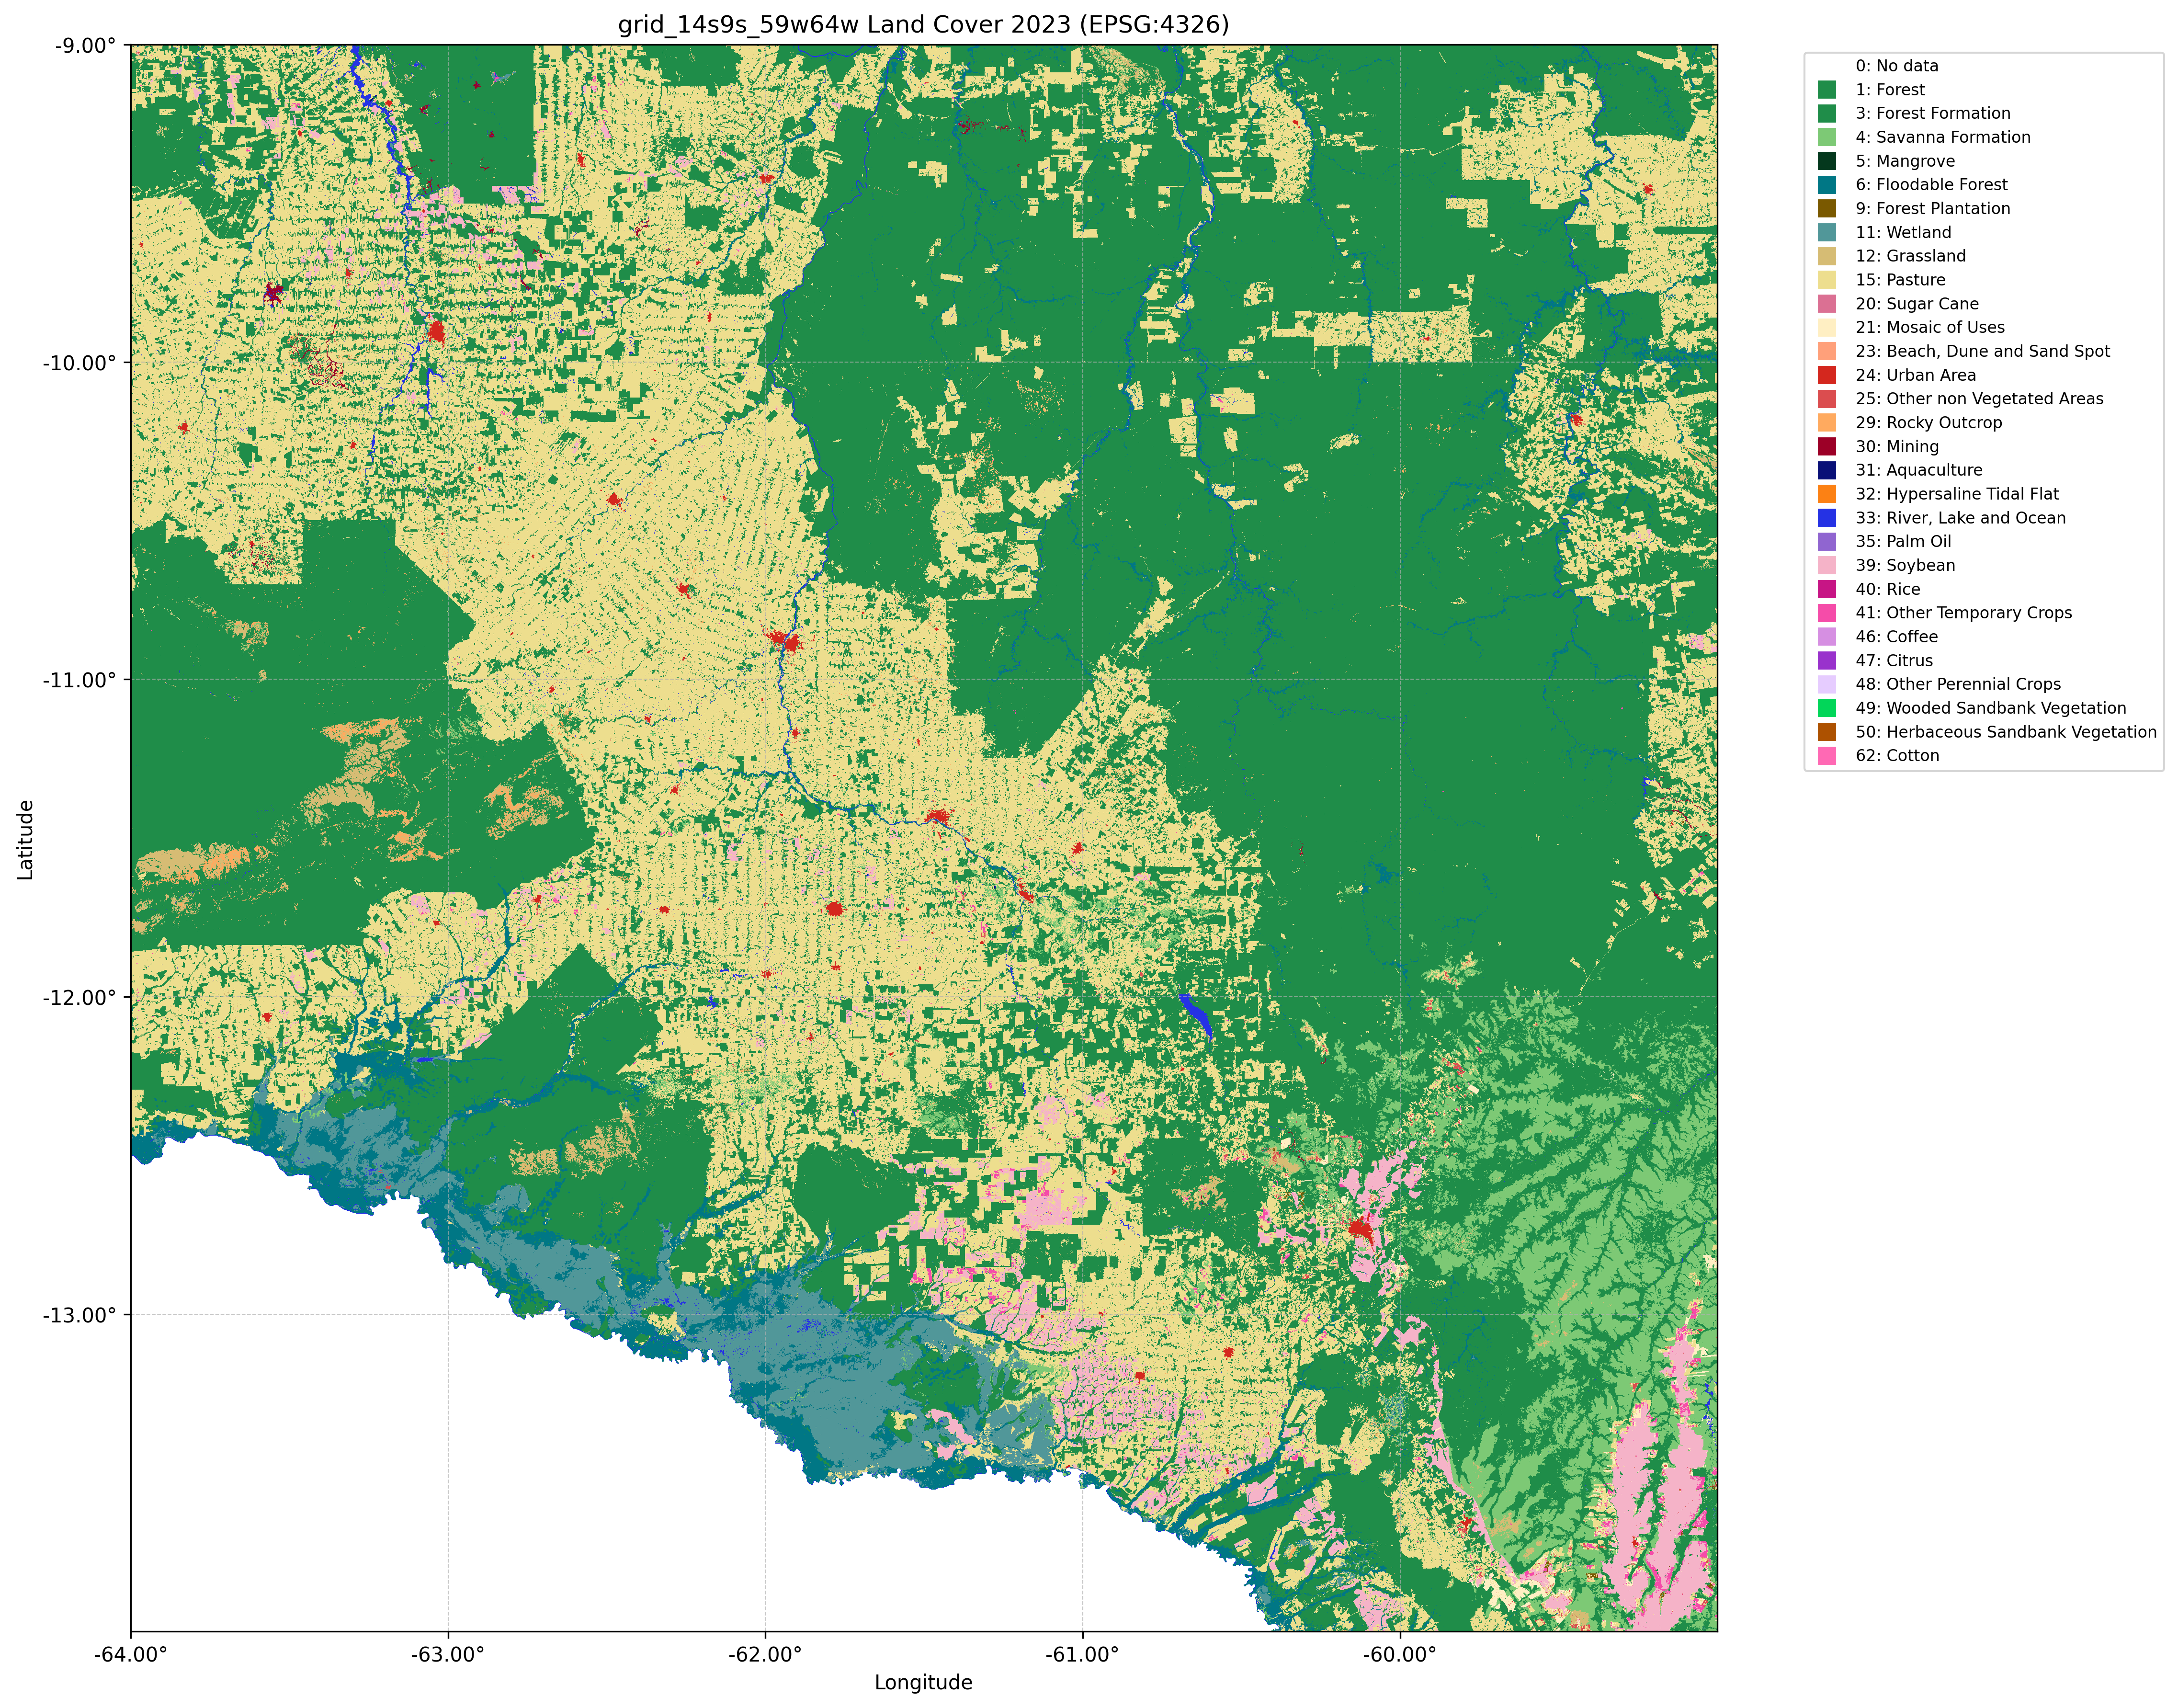 grid_14s9s_59w64w Land Cover 2023 (EPSG:4326)
-9.00°
-10.00°
-11.00°
-12.00°
-13.00°
Latitude
-64.00°
-63.00°
-62.00°
-61.00°
-60.00°
Longitude
0: No data
1: Forest
3: Forest Formation
4: Savanna Formation
5: Mangrove
6: Floodable Forest
9: Forest Plantation
11: Wetland
12: Grassland
15: Pasture
20: Sugar Cane
21: Mosaic of Uses
23: Beach, Dune and Sand Spot
24: Urban Area
25: Other non Vegetated Areas
29: Rocky Outcrop
30: Mining
31: Aquaculture
32: Hypersaline Tidal Flat
33: River, Lake and Ocean
35: Palm Oil
39: Soybean
40: Rice
41: Other Temporary Crops
46: Coffee
47: Citrus
48: Other Perennial Crops
49: Wooded Sandbank Vegetation
50: Herbaceous Sandbank Vegetation
62: Cotton